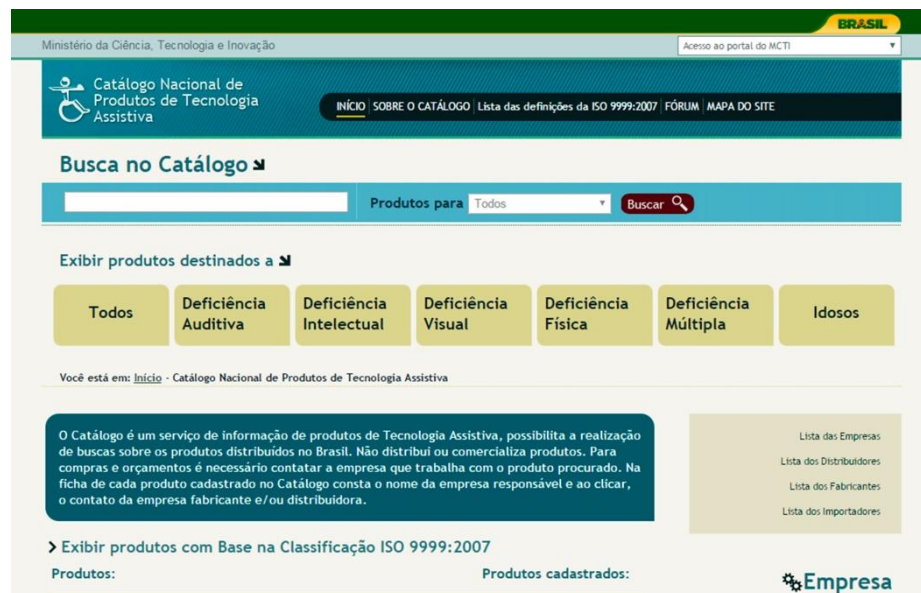 BRASIL
Ministério da Ciência, Tecnologia e Inovação
Acesso ao portal do MCTI
Catálogo Nacional de
Produtos de Tecnologia
Assistiva
INÍCIO SOBRE O CATÁLOGO Lista das definições da ISO 9999:2007 FÓRUM MAPA DO SITE
Busca no Catálogo
Produtos para Todos Buscar
Exibir produtos destinados a
Todos
Deficiência
Auditiva
Deficiência
Intelectual
Deficiência
Visual
Deficiência
Física
Deficiência
Múltipla
Idosos
Você está em: Início - Catálogo Nacional de Produtos de Tecnologia Assistiva
O Catálogo é um serviço de informação de produtos de Tecnologia Assistiva, possibilita a realização
de buscas sobre os produtos distribuídos no Brasil. Não distribui ou comercializa produtos. Para
compras e orçamentos é necessário contatar a empresa que trabalha com o produto procurado. Na
ficha de cada produto cadastrado no Catálogo consta o nome da empresa responsável e ao clicar,
o contato da empresa fabricante e/ou distribuidora.
Lista das Empresas
Lista dos Distribuidores
Lista dos Fabricantes
Lista dos Importadores
Exibir produtos com Base na Classificação ISO 9999:2007
Produtos:
Produtos cadastrados:
Empresa